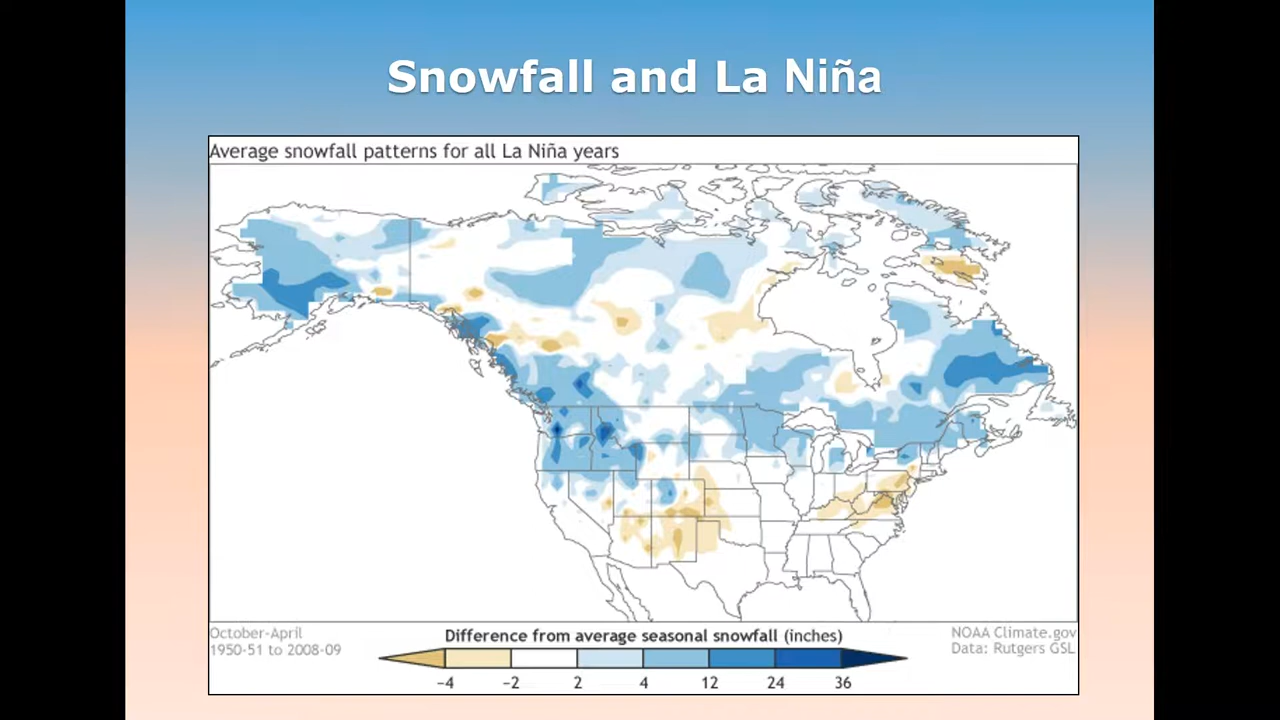 Snowfall and La Niña
Average snowfall patterns for all La Niña years
October-April
1950-51 to 2008-09
Difference from average seasonal snowfall (inches)
NOAA Climate.gov
Data: Rutgers GSL
−4 −2 2 4 12 24 36